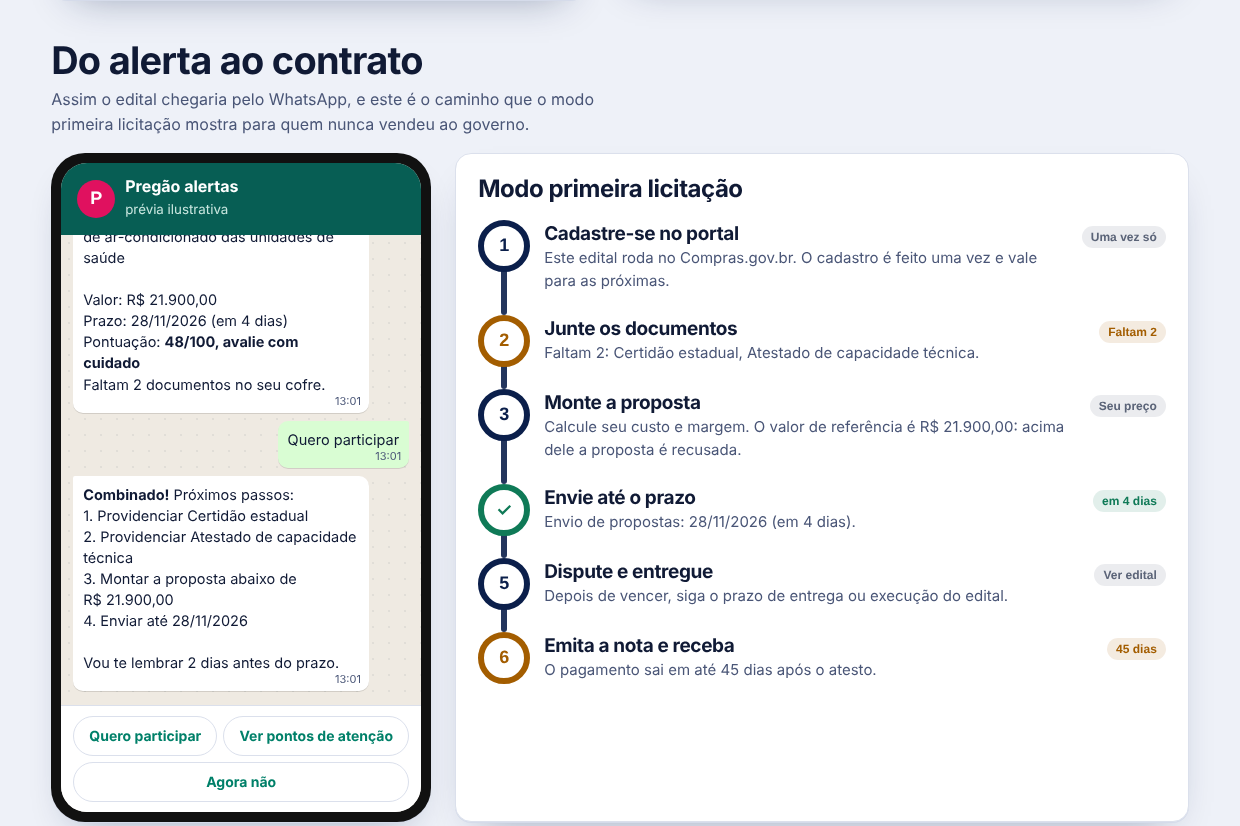 Do alerta ao contrato
Assim o edital chegaria pelo WhatsApp, e este é o caminho que o modo
primeira licitação mostra para quem nunca vendeu ao governo.
P
Pregão alertas
prévia ilustrativa
de ar-condicionado das unidades de
saúde
Valor: R$ 21.900,00
Prazo: 28/11/2026 (em 4 dias)
Pontuação: 48/100, avalie com
cuidado
Faltam 2 documentos no seu cofre.
13:01
Quero participar
13:01
Combinado! Próximos passos:
1. Providenciar Certidão estadual
2. Providenciar Atestado de capacidade
técnica
3. Montar a proposta abaixo de
R$ 21.900,00
4. Enviar até 28/11/2026
Vou te lembrar 2 dias antes do prazo.
13:01
Quero participar
Ver pontos de atenção
Agora não
Modo primeira licitação
1
Cadastre-se no portal
Uma vez só
Este edital roda no Compras.gov.br. O cadastro é feito uma vez e vale
para as próximas.
2
Junte os documentos
Faltam 2
Faltam 2: Certidão estadual, Atestado de capacidade técnica.
3
Monte a proposta
Seu preço
Calcule seu custo e margem. O valor de referência é R$ 21.900,00: acima
dele a proposta é recusada.
✓
Envie até o prazo
em 4 dias
Envio de propostas: 28/11/2026 (em 4 dias).
5
Dispute e entregue
Ver edital
Depois de vencer, siga o prazo de entrega ou execução do edital.
6
Emita a nota e receba
45 dias
O pagamento sai em até 45 dias após o atesto.